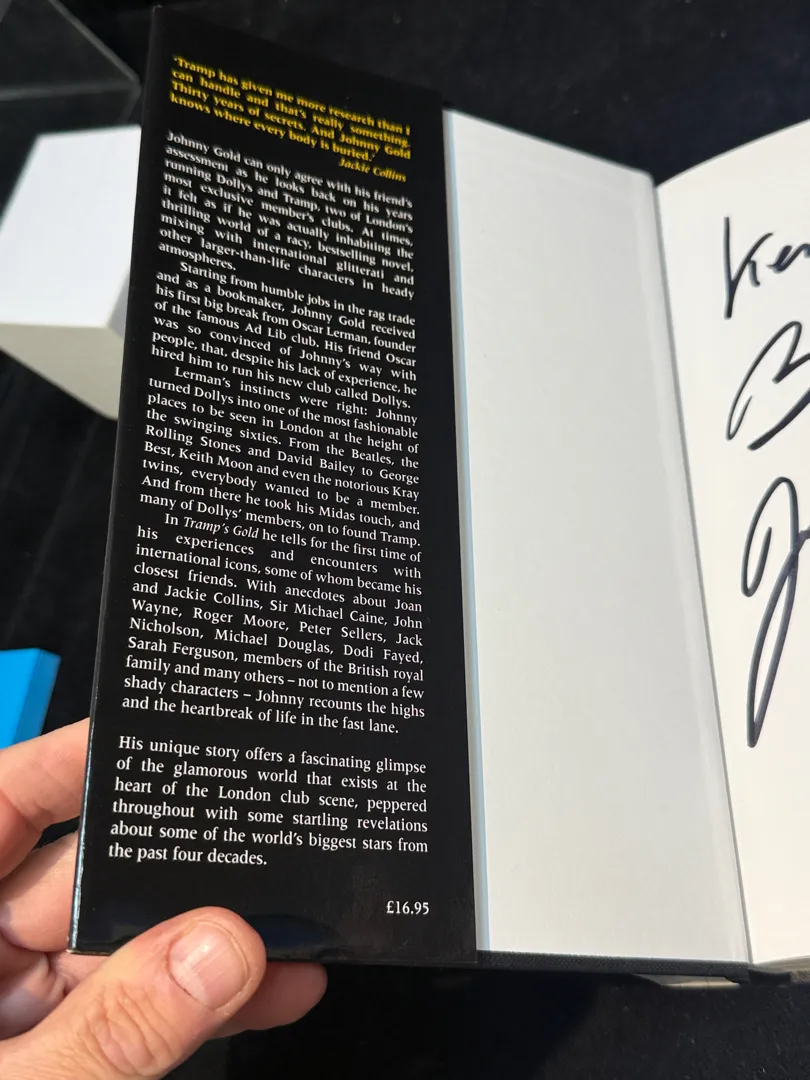 'Tramp has given me more research than I
can handle and that's really something.
Thirty years of secrets. And Johnny Gold
knows where every body is buried.'
Jackie Collins
Johnny Gold can only agree with his friend's
assessment as he looks back on his years
running Dollys and Tramp, two of London's
most exclusive member's clubs. At times,
it felt as if he was actually inhabiting the
thrilling world of a racy, bestselling novel,
mixing with international glitterati and
other larger-than-life characters in heady
atmospheres.
Starting from humble jobs in the rag trade
and as a bookmaker, Johnny Gold received
his first big break from Oscar Lerman, founder
of the famous Ad Lib club. His friend Oscar
was so convinced of Johnny's way with
people, that, despite his lack of experience, he
hired him to run his new club called Dollys.
Lerman's instincts were right: Johnny
turned Dollys into one of the most fashionable
places to be seen in London at the height of
the swinging sixties. From the Beatles, the
Rolling Stones and David Bailey to George
Best, Keith Moon and even the notorious Kray
twins, everybody wanted to be a member.
And from there he took his Midas touch, and
many of Dollys' members, on to found Tramp.
In Tramp's Gold he tells for the first time of
his experiences and encounters with
international icons, some of whom became his
closest friends. With anecdotes about Joan
and Jackie Collins, Sir Michael Caine, John
Wayne, Roger Moore, Peter Sellers, Jack
Nicholson, Michael Douglas, Dodi Fayed,
Sarah Ferguson, members of the British royal
family and many others – not to mention a few
shady characters – Johnny recounts the highs
and the heartbreak of life in the fast lane.
His unique story offers a fascinating glimpse
of the glamorous world that exists at the
heart of the London club scene, peppered
throughout with some startling revelations
about some of the world's biggest stars from
the past four decades.
£16.95
Ken